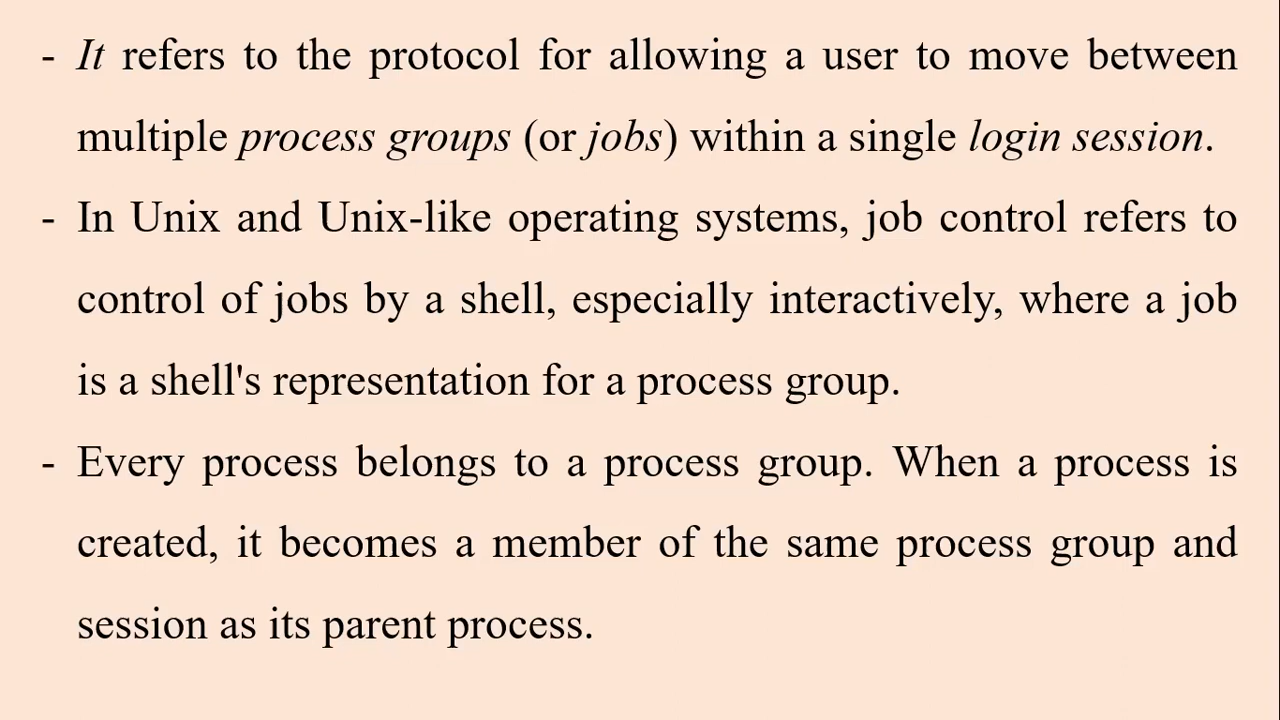 - It refers to the protocol for allowing a user to move between
multiple process groups (or jobs) within a single login session.
- In Unix and Unix-like operating systems, job control refers to
control of jobs by a shell, especially interactively, where a job
is a shell's representation for a process group.
- Every process belongs to a process group. When a process is
created, it becomes a member of the same process group and
session as its parent process.